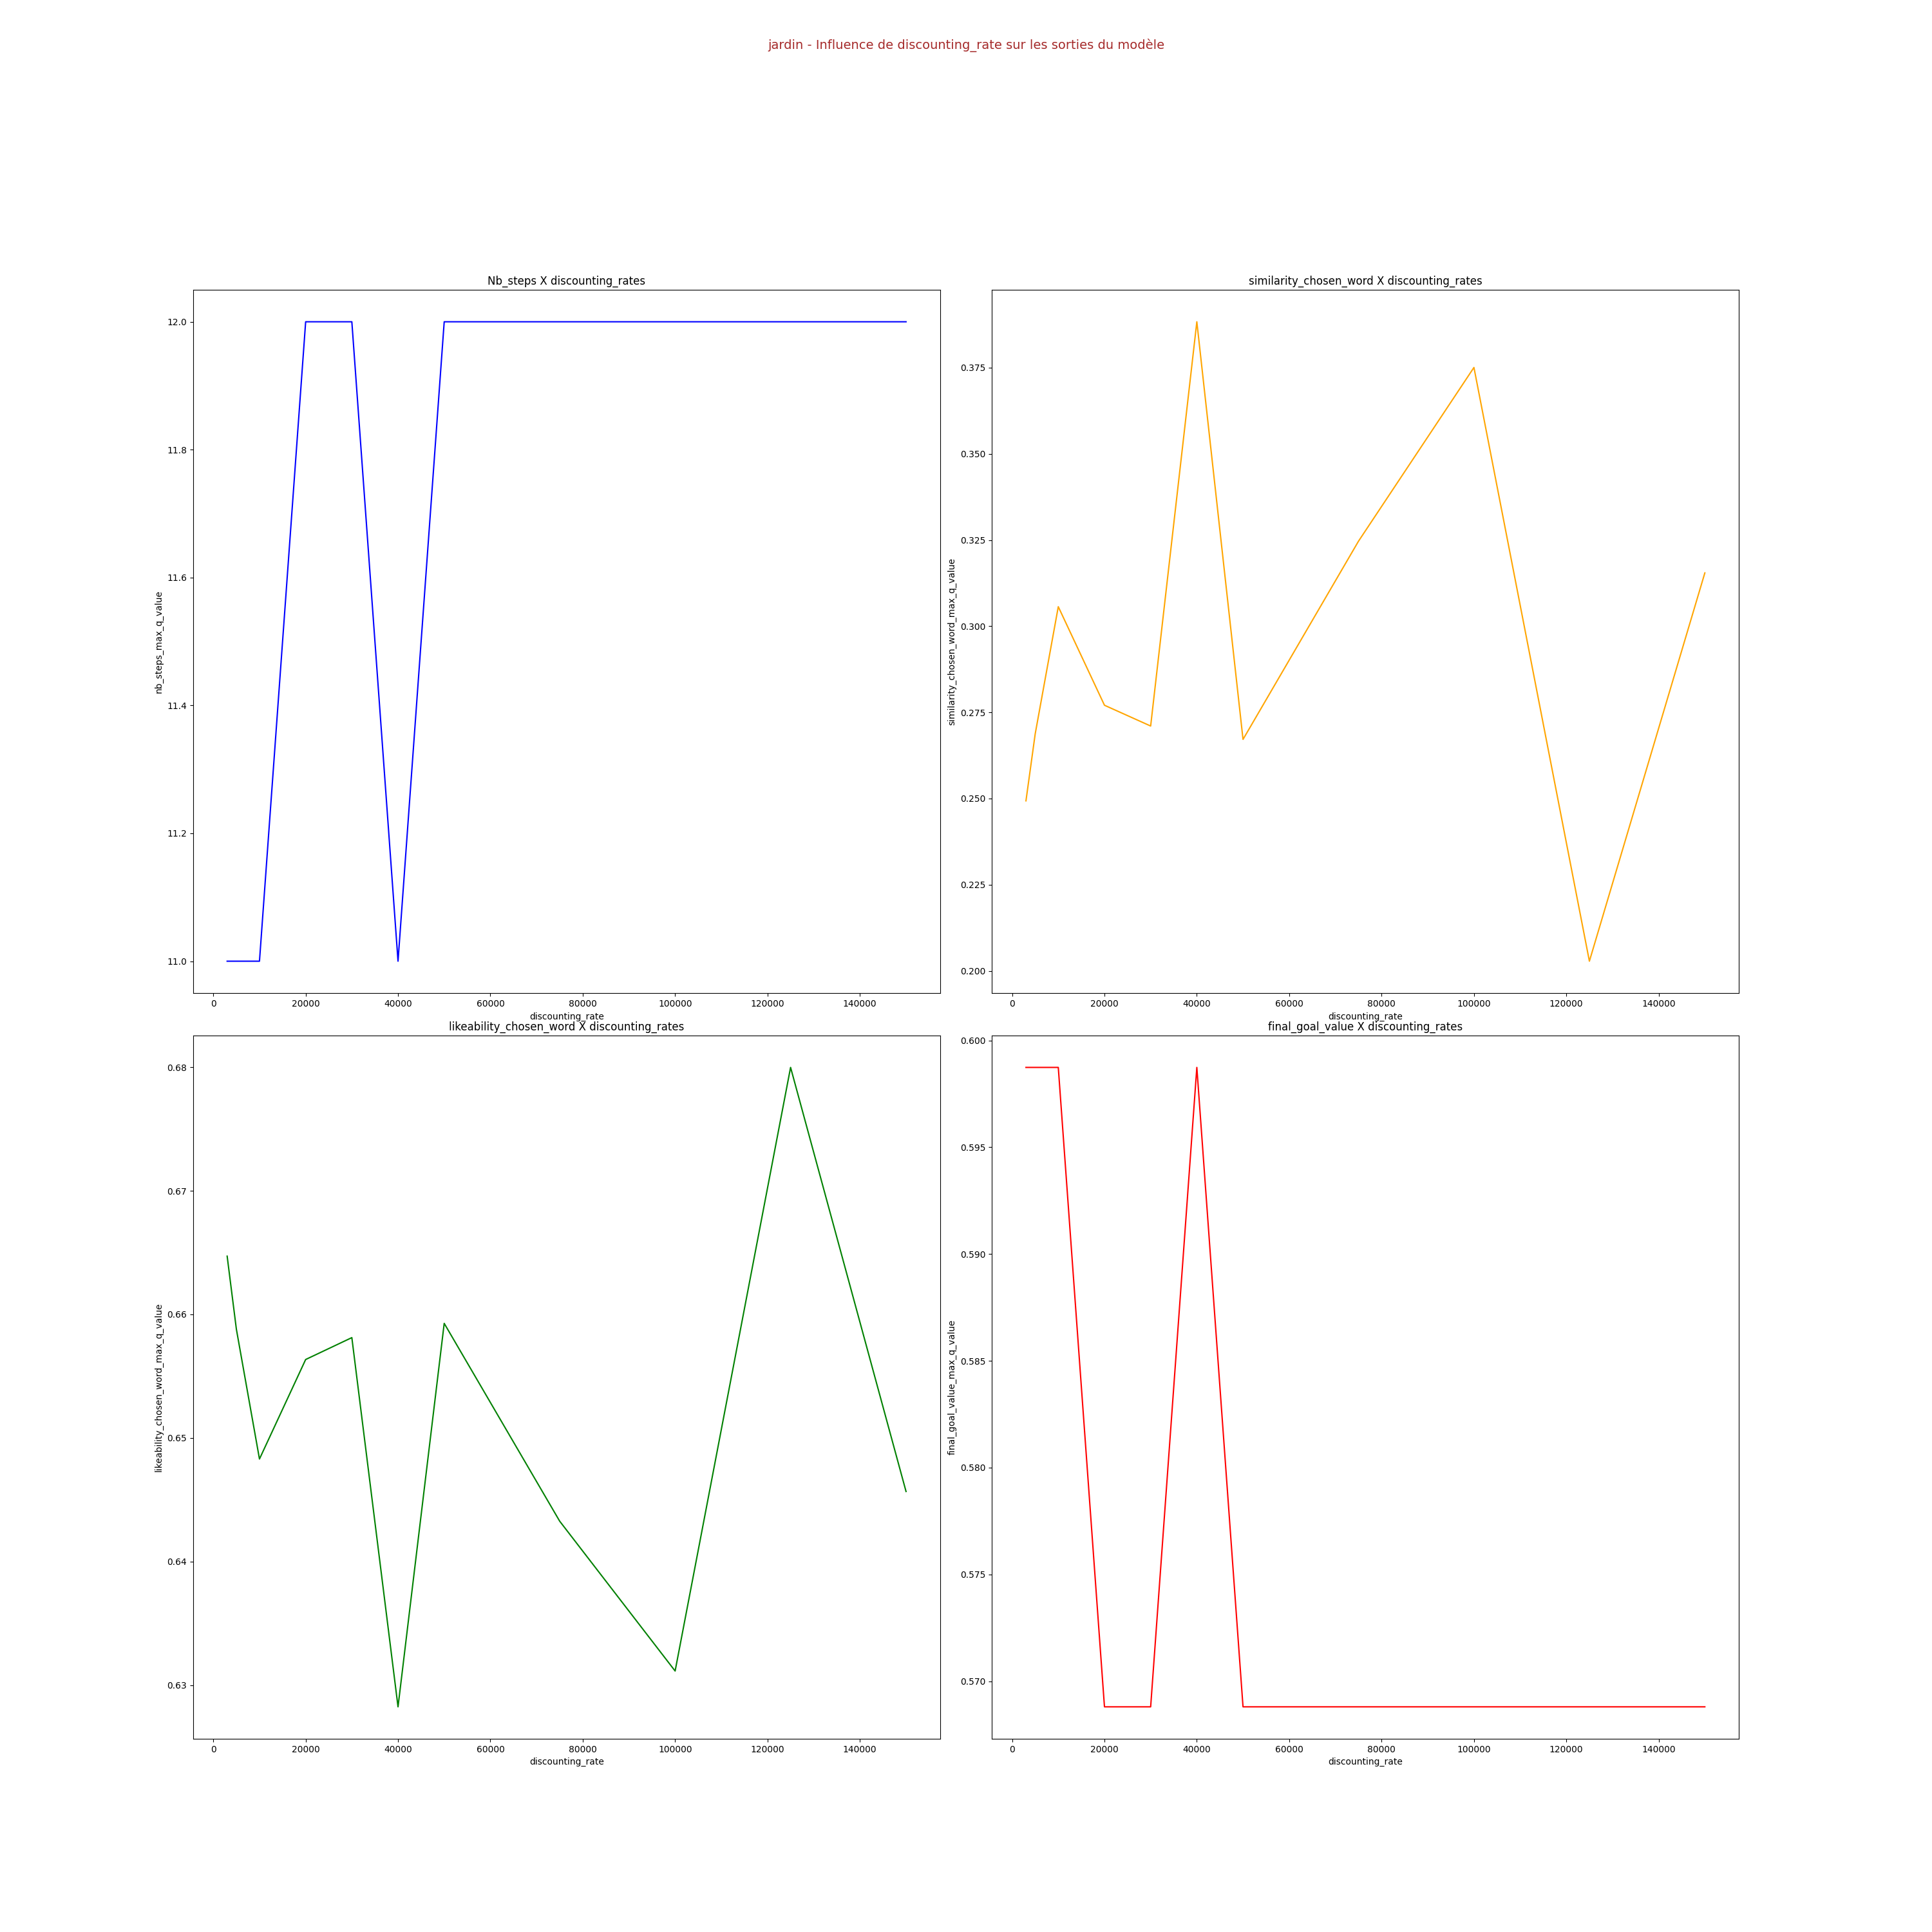 jardin - Influence de discounting_rate sur les sorties du modèle
Nb_steps X discounting_rates
12.0
11.8
11.6
11.4
11.2
11.0
nb_steps_max_q_value
0 20000 40000 60000 80000 100000 120000 140000
discounting_rate
similarity_chosen_word X discounting_rates
0.375
0.350
0.325
0.300
0.275
0.250
0.225
0.200
similarity_chosen_word_max_q_value
0 20000 40000 60000 80000 100000 120000 140000
discounting_rate
likeability_chosen_word X discounting_rates
0.68
0.67
0.66
0.65
0.64
0.63
likeability_chosen_word_max_q_value
0 20000 40000 60000 80000 100000 120000 140000
discounting_rate
final_goal_value X discounting_rates
0.600
0.595
0.590
0.585
0.580
0.575
0.570
final_goal_value_max_q_value
0 20000 40000 60000 80000 100000 120000 140000
discounting_rate